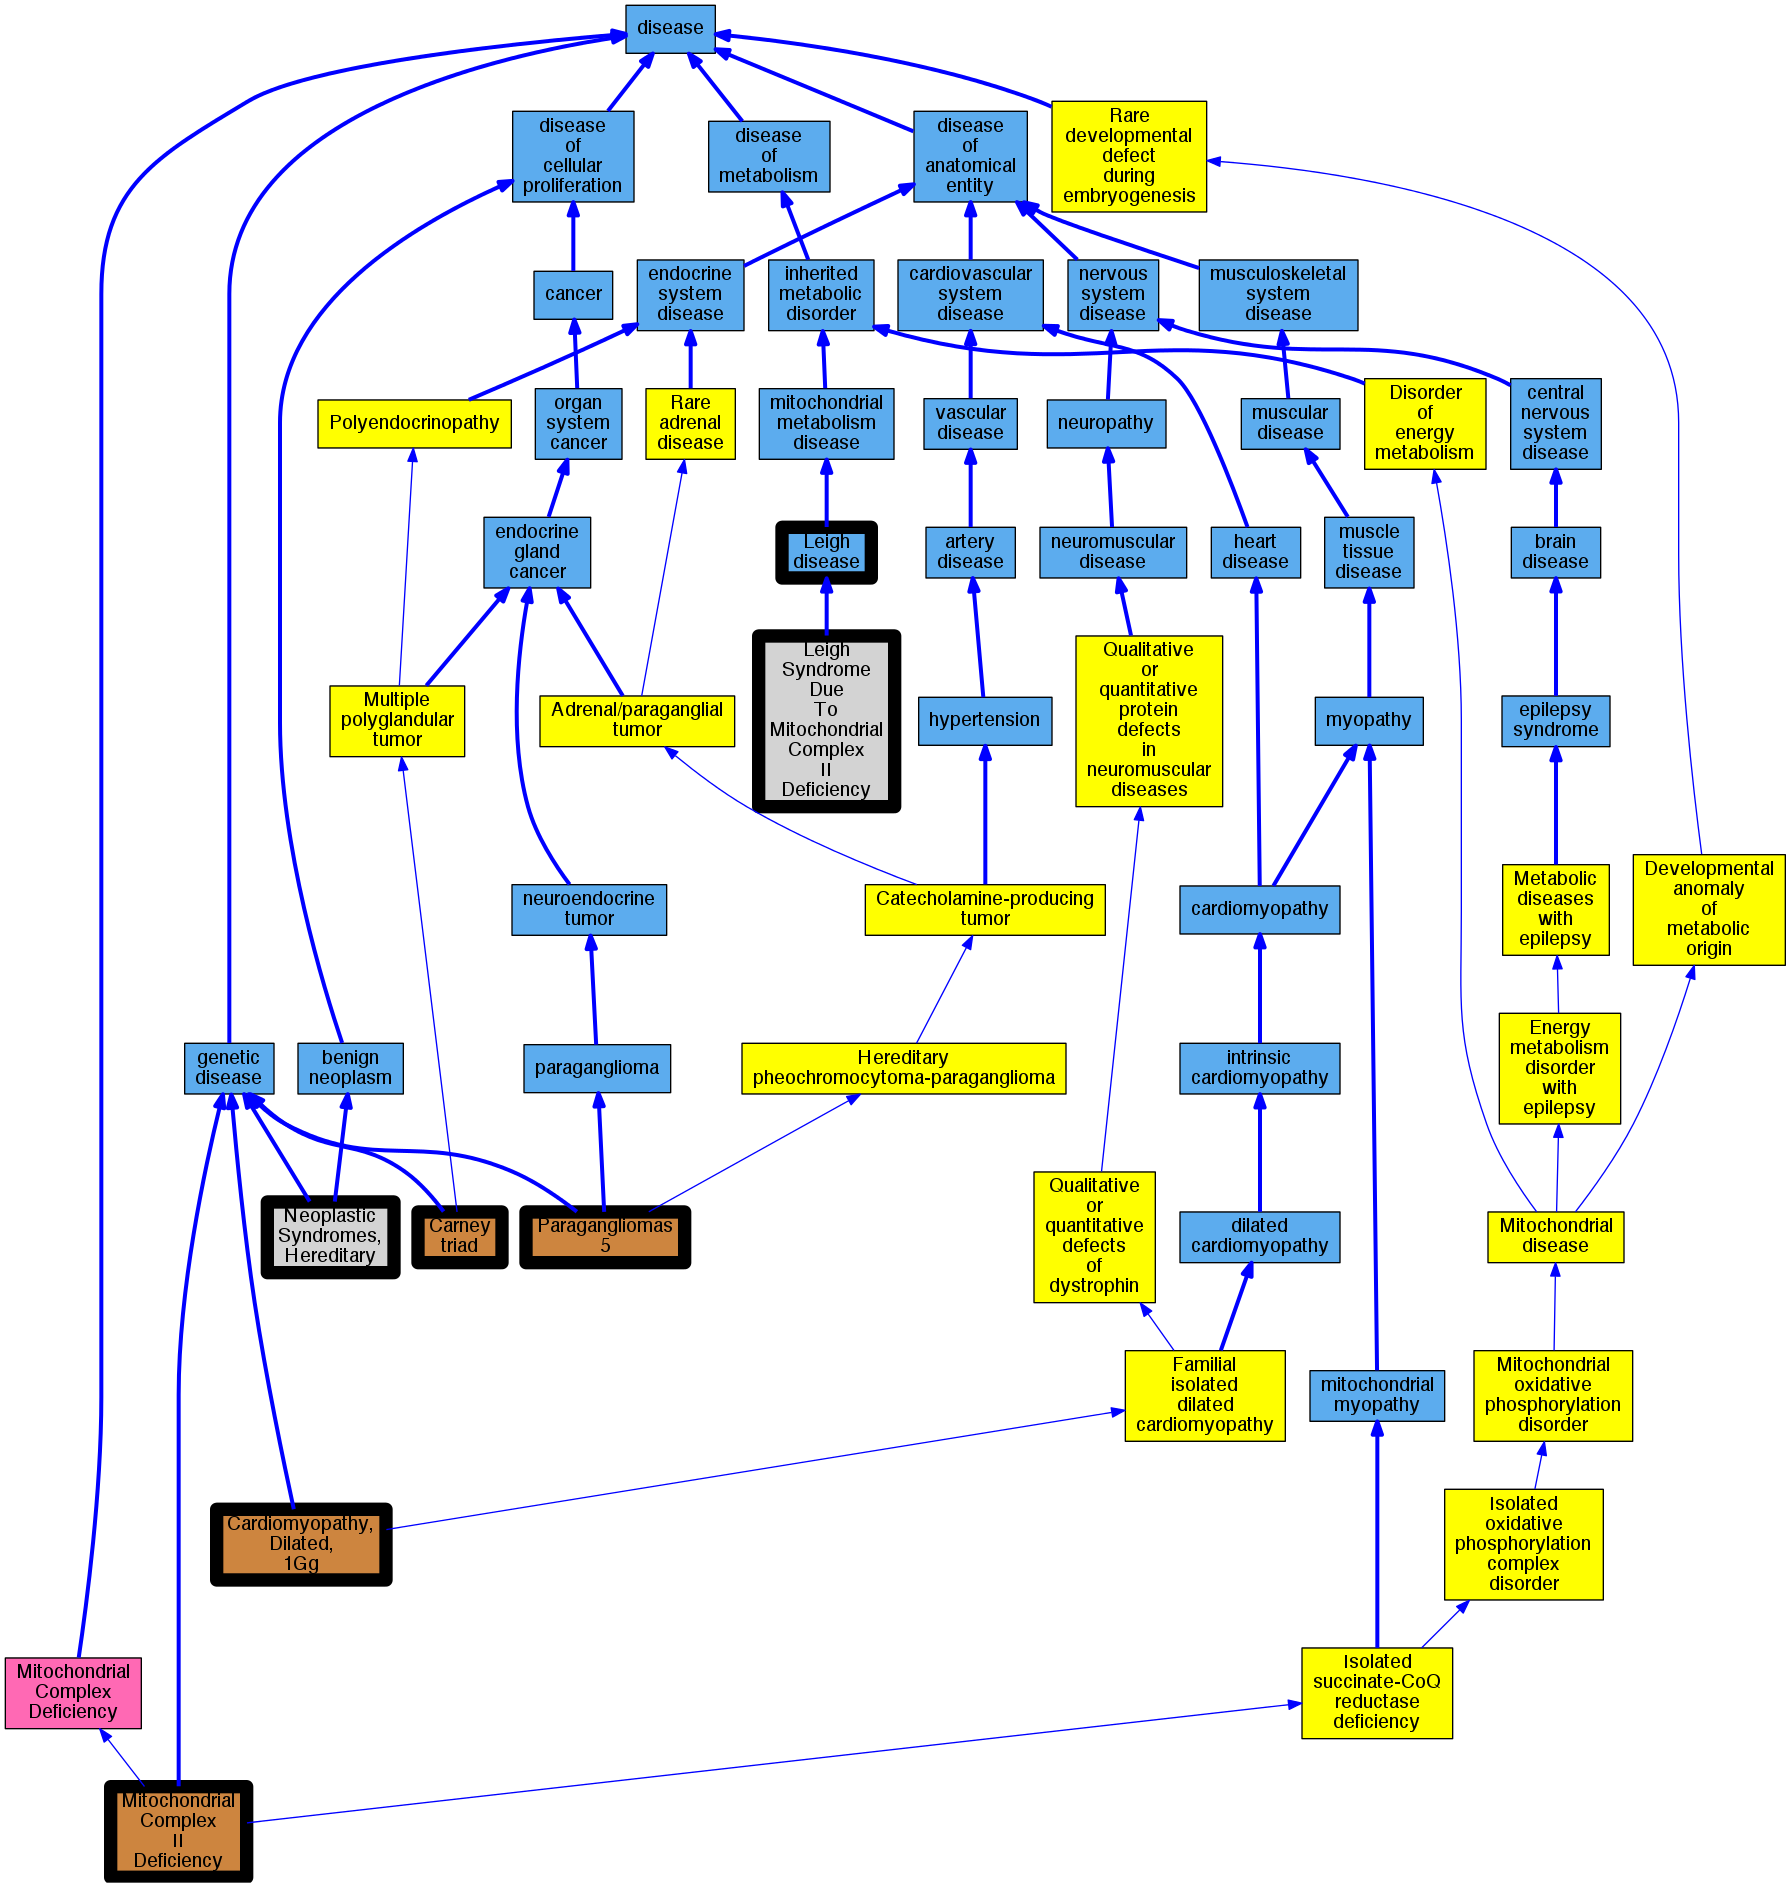 disease
disease
of
cellular
proliferation
disease
of
metabolism
disease
of
anatomical
entity
Rare
developmental
defect
during
embryogenesis
cancer
endocrine
system
disease
inherited
metabolic
disorder
cardiovascular
system
disease
nervous
system
disease
musculoskeletal
system
disease
Polyendocrinopathy
organ
system
cancer
Rare
adrenal
disease
mitochondrial
metabolism
disease
vascular
disease
neuropathy
muscular
disease
Disorder
of
energy
metabolism
central
nervous
system
disease
endocrine
gland
cancer
Leigh
disease
artery
disease
neuromuscular
disease
heart
disease
muscle
tissue
disease
brain
disease
Multiple
polyglandular
tumor
Adrenal/paraganglial
tumor
Leigh
Syndrome
Due
To
Mitochondrial
Complex
II
Deficiency
hypertension
Qualitative
or
quantitative
protein
defects
in
neuromuscular
diseases
myopathy
epilepsy
syndrome
neuroendocrine
tumor
Catecholamine-producing
tumor
cardiomyopathy
Metabolic
diseases
with
epilepsy
Developmental
anomaly
of
metabolic
origin
genetic
disease
benign
neoplasm
paraganglioma
Hereditary
pheochromocytoma-paraganglioma
intrinsic
cardiomyopathy
Energy
metabolism
disorder
with
epilepsy
Neoplastic
Syndromes,
Hereditary
Carney
triad
Paragangliomas
5
Qualitative
or
quantitative
defects
of
dystrophin
dilated
cardiomyopathy
Mitochondrial
disease
Familial
isolated
dilated
cardiomyopathy
mitochondrial
myopathy
Mitochondrial
oxidative
phosphorylation
disorder
Cardiomyopathy,
Dilated,
1Gg
Isolated
oxidative
phosphorylation
complex
disorder
Mitochondrial
Complex
Deficiency
Isolated
succinate-CoQ
reductase
deficiency
Mitochondrial
Complex
II
Deficiency